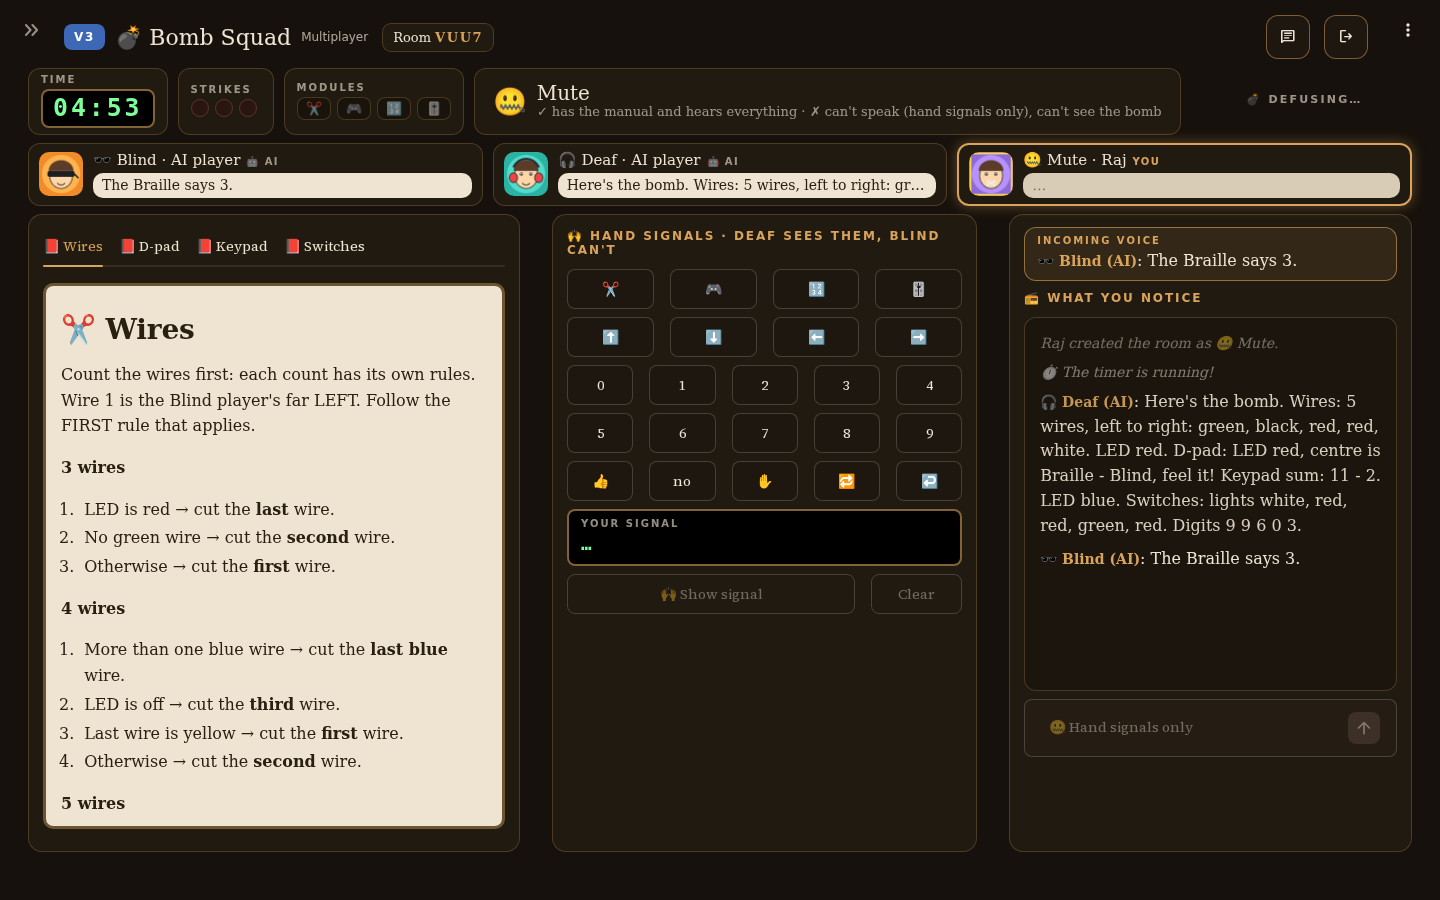 V3 💣 Bomb Squad Multiplayer Room VUU7
TIME
04:53
STRIKES
MODULES
Mute
✓ has the manual and hears everything · ✗ can't speak (hand signals only), can't see the bomb
DEFUSING…
Blind · AI player AI
The Braille says 3.
Deaf · AI player AI
Here's the bomb. Wires: 5 wires, left to right: gr…
Mute · Raj YOU
…
Wires D-pad Keypad Switches
Wires
Count the wires first: each count has its own rules.
Wire 1 is the Blind player's far LEFT. Follow the
FIRST rule that applies.
3 wires
1. LED is red → cut the last wire.
2. No green wire → cut the second wire.
3. Otherwise → cut the first wire.
4 wires
1. More than one blue wire → cut the last blue
wire.
2. LED is off → cut the third wire.
3. Last wire is yellow → cut the first wire.
4. Otherwise → cut the second wire.
5 wires
HAND SIGNALS · DEAF SEES THEM, BLIND
CAN'T
0 1 2 3 4
5 6 7 8 9
no
YOUR SIGNAL
…
Show signal Clear
INCOMING VOICE
Blind (AI): The Braille says 3.
WHAT YOU NOTICE
Raj created the room as 🤐 Mute.
The timer is running!
Deaf (AI): Here's the bomb. Wires: 5
wires, left to right: green, black, red, red,
white. LED red. D-pad: LED red, centre is
Braille - Blind, feel it! Keypad sum: 11 - 2.
LED blue. Switches: lights white, red,
red, green, red. Digits 9 9 6 0 3.
Blind (AI): The Braille says 3.
Hand signals only